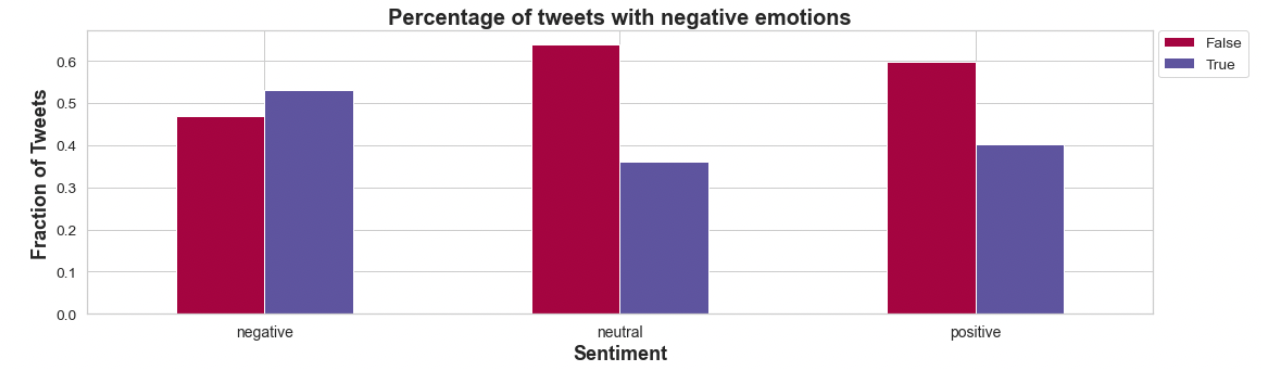 Percentage of tweets with negative emotions
False
True
Fraction of Tweets
0.6
0.5
0.4
0.3
0.2
0.1
0.0
negative neutral positive
Sentiment